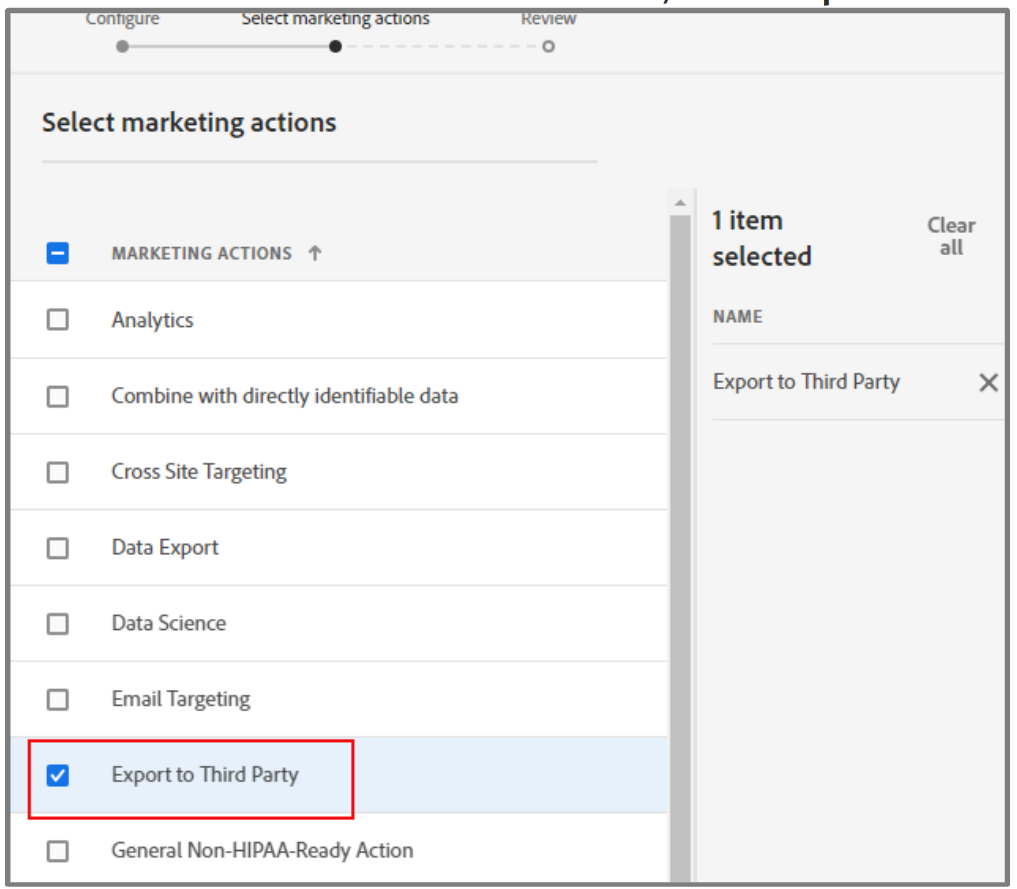 Configure Select marketing actions Review
Select marketing actions
MARKETING ACTIONS ↑
Analytics
Combine with directly identifiable data
Cross Site Targeting
Data Export
Data Science
Email Targeting
Export to Third Party
General Non-HIPAA-Ready Action
1 item
selected
Clear
all
NAME
Export to Third Party